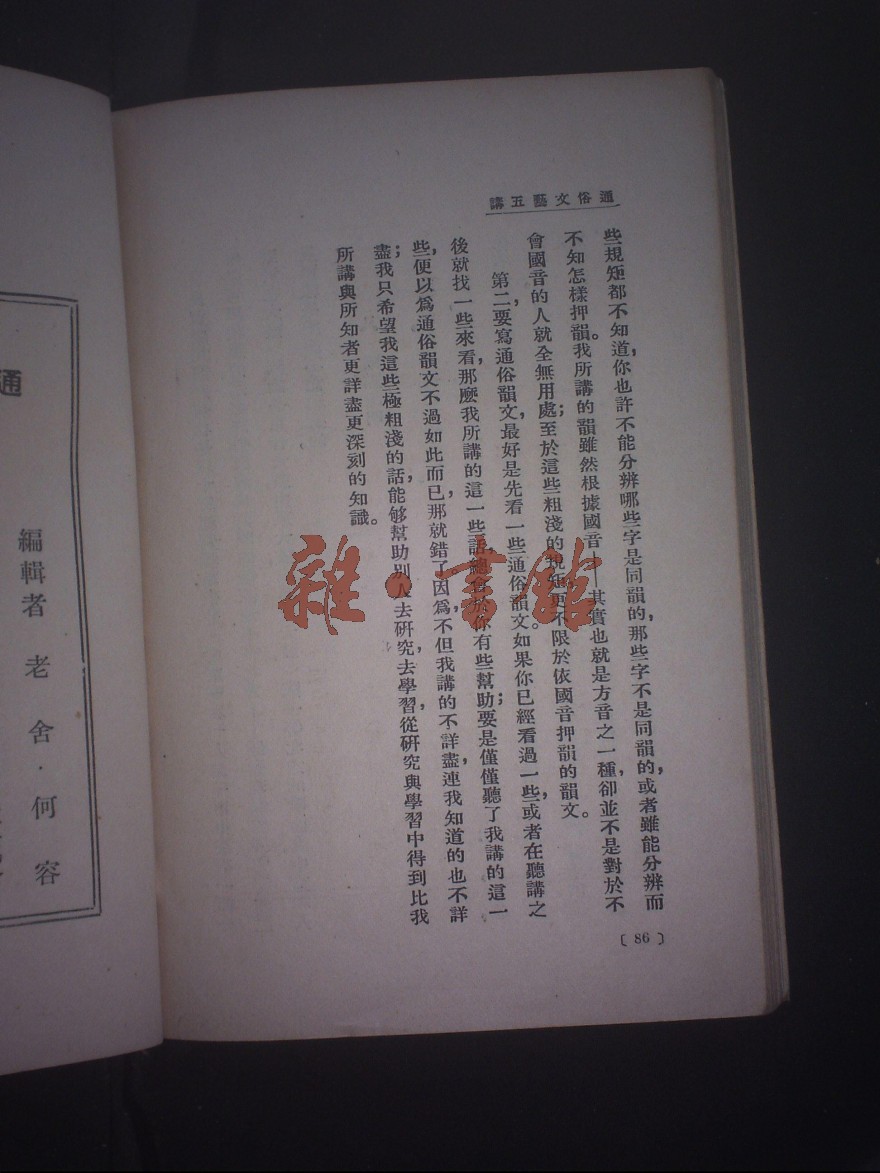 通俗文藝五講
些規矩都不知道，你也許不能分辨哪些字是同韻的，那些字不是同韻的，或者雖能分辨而
不知怎樣押韻。我所講的韻雖然根據國音——其實也就是方音之一種，卻並不是對於不
會國音的人就全無用處；至於這些粗淺的規矩，更不限於依國音押韻的韻文。
第二，要寫通俗韻文，最好是先看一些通俗韻文。如果你已經看過一些，或者在聽講之
後就找一些來看，那麼我所講的這一些話，總會於你有些幫助；要是僅僅聽了我講的這一
些，便以爲通俗韻文不過如此而已，那就錯了，因爲，不但我講的不詳盡，連我知道的也不詳
盡；我只希望我這些極粗淺的話，能够幫助別人去研究，去學習，從研究與學習中得到比我
所講與所知者更詳盡更深刻的知識。
〔 86 〕
通
編輯者 老舍·何容
雜·書館